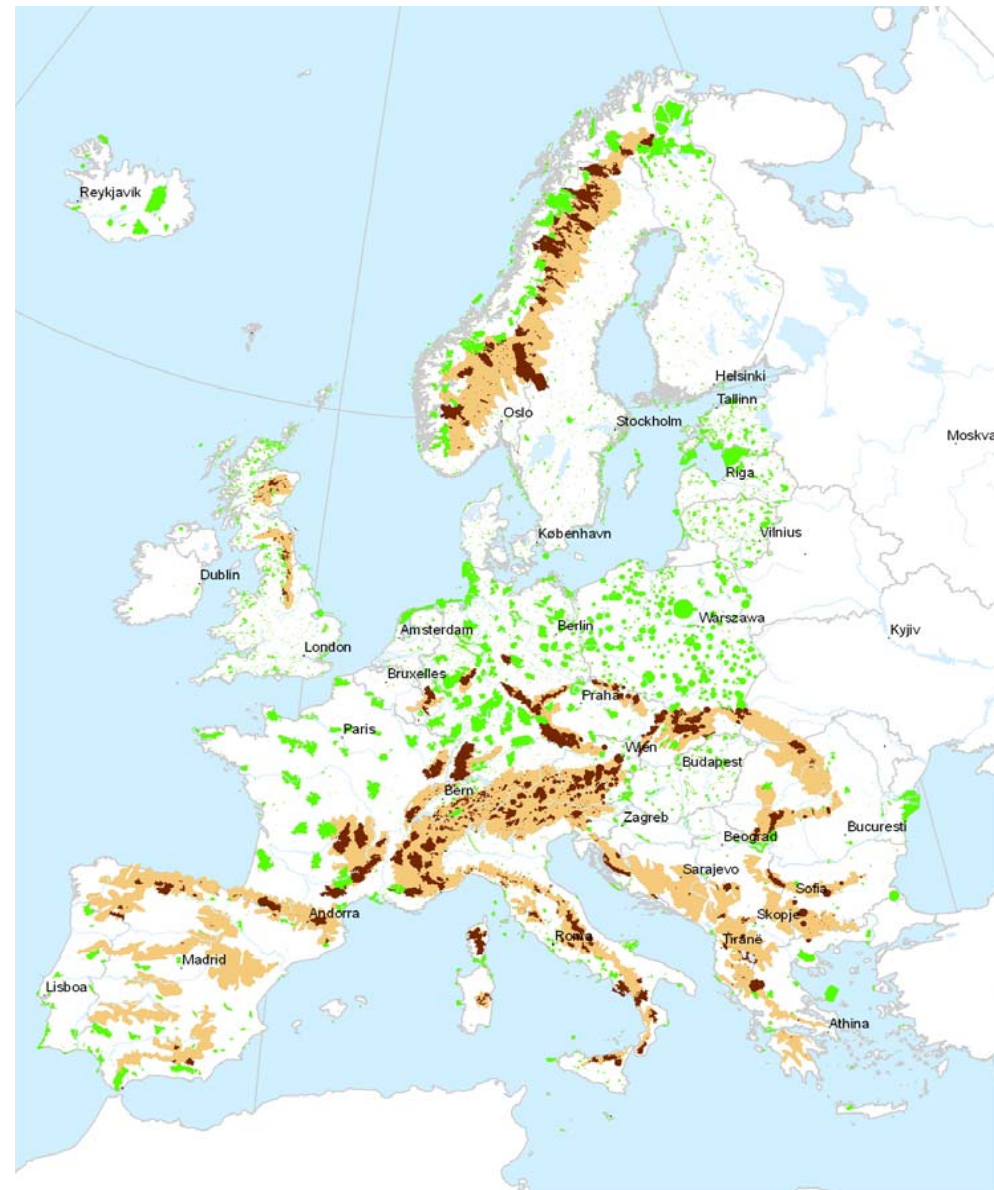 Reykjavik
Helsinki
Tallinn
Oslo
Stockholm
Moskva
Riga
København
Vilnius
Dublin
Amsterdam
Berlin
Warszawa
Kyjiv
London
Bruxelles
Praha
Paris
Wien
Budapest
Bern
Zagreb
Beograd
Bucuresti
Sarajevo
Sofia
Andorra
Skopje
Roma
Tiranë
Madrid
Lisboa
Athina